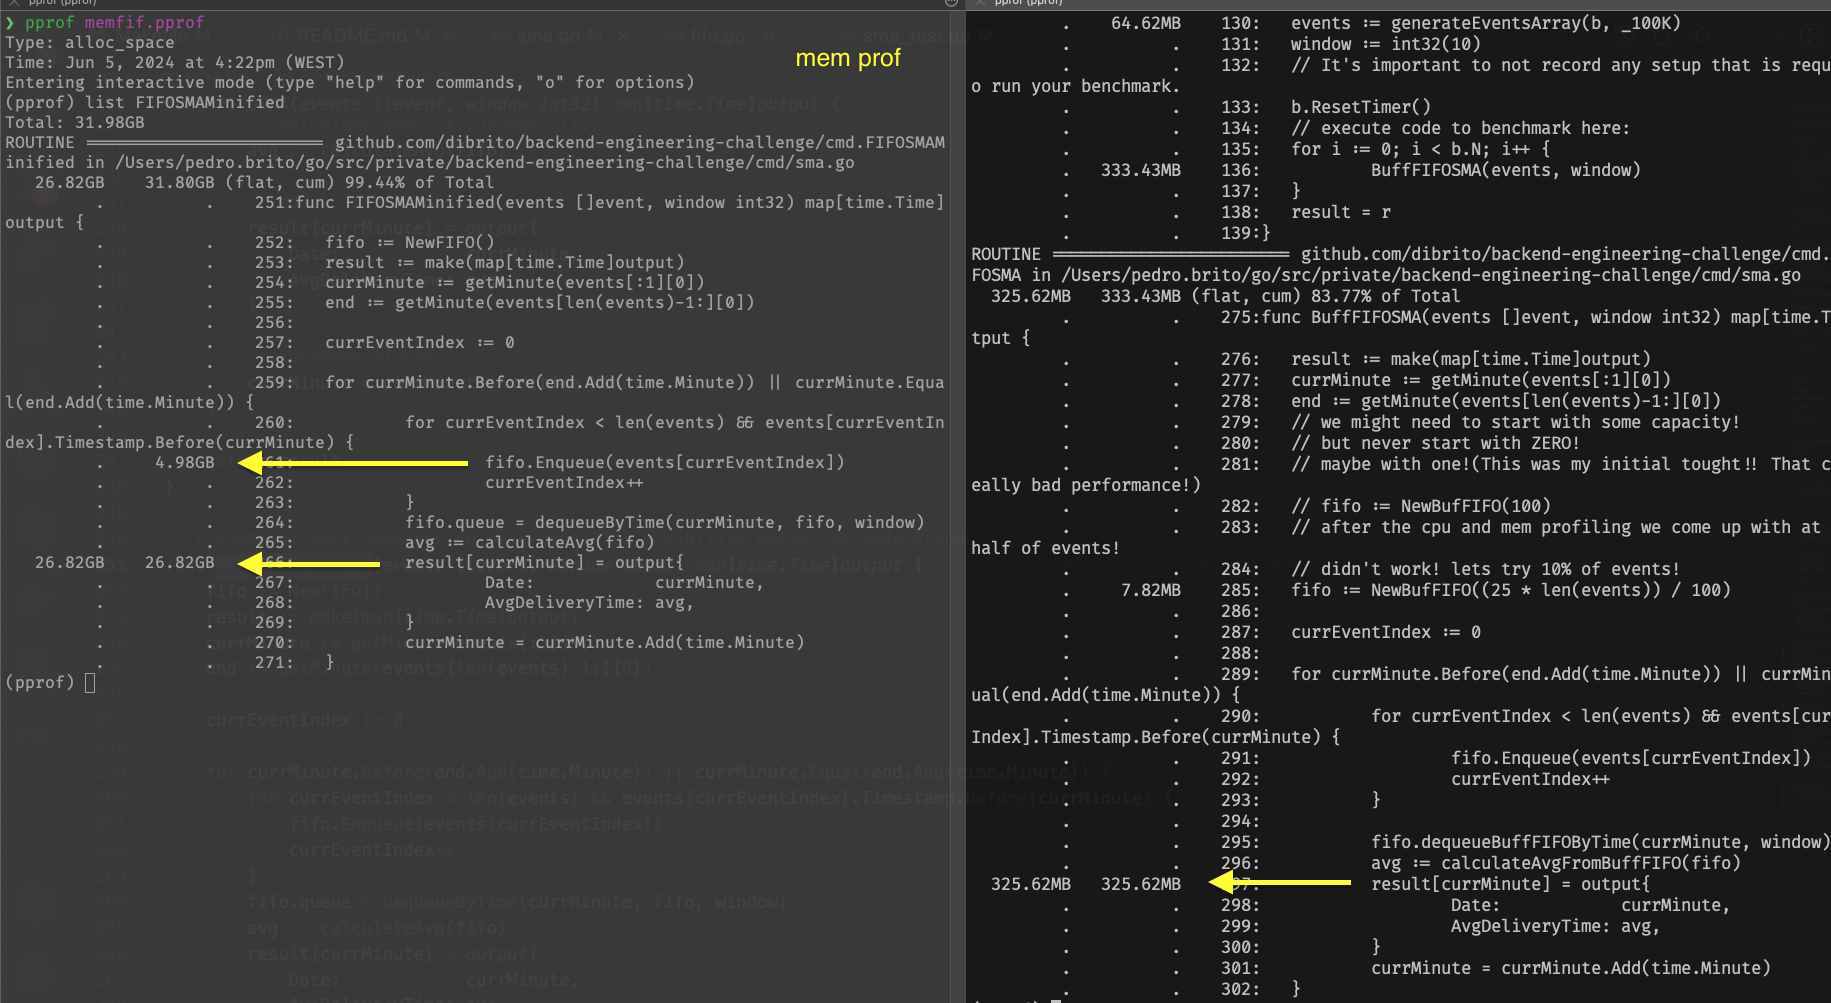 pprof (pprof)
❯ pprof memfif.pprof
Type: alloc_space
Time: Jun 5, 2024 at 4:22pm (WEST)
Entering interactive mode (type "help" for commands, "o" for options)
(pprof) list FIFOSMAMinified
Total: 31.98GB
ROUTINE ======================== github.com/dibrito/backend-engineering-challenge/cmd.FIFOSMAM
inified in /Users/pedro.brito/go/src/private/backend-engineering-challenge/cmd/sma.go
26.82GB 31.80GB (flat, cum) 99.44% of Total
. . 251:func FIFOSMAMinified(events []event, window int32) map[time.Time]
output {
. . 252: fifo := NewFIFO()
. . 253: result := make(map[time.Time]output)
. . 254: currMinute := getMinute(events[:1][0])
. . 255: end := getMinute(events[len(events)-1:][0])
. . 256:
. . 257: currEventIndex := 0
. . 258:
. . 259: for currMinute.Before(end.Add(time.Minute)) || currMinute.Equa
l(end.Add(time.Minute)) {
. . 260: for currEventIndex < len(events) && events[currEventIn
dex].Timestamp.Before(currMinute) {
. 4.98GB 261: fifo.Enqueue(events[currEventIndex])
. . 262: currEventIndex++
. . 263: }
. . 264: fifo.queue = dequeueByTime(currMinute, fifo, window)
. . 265: avg := calculateAvg(fifo)
26.82GB 26.82GB 266: result[currMinute] = output{
. . 267: Date: currMinute,
. . 268: AvgDeliveryTime: avg,
. . 269: }
. . 270: currMinute = currMinute.Add(time.Minute)
. . 271: }
(pprof)
mem prof
pprof (pprof)
. 64.62MB 130: events := generateEventsArray(b, _100K)
. . 131: window := int32(10)
. . 132: // It's important to not record any setup that is requ
o run your benchmark.
. . 133: b.ResetTimer()
. . 134: // execute code to benchmark here:
. . 135: for i := 0; i < b.N; i++ {
. 333.43MB 136: BuffFIFOSMA(events, window)
. . 137: }
. . 138: result = r
. . 139:}
ROUTINE ======================== github.com/dibrito/backend-engineering-challenge/cmd.
FOSMA in /Users/pedro.brito/go/src/private/backend-engineering-challenge/cmd/sma.go
325.62MB 333.43MB (flat, cum) 83.77% of Total
. . 275:func BuffFIFOSMA(events []event, window int32) map[time.T
tput {
. . 276: result := make(map[time.Time]output)
. . 277: currMinute := getMinute(events[:1][0])
. . 278: end := getMinute(events[len(events)-1:][0])
. . 279: // we might need to start with some capacity!
. . 280: // but never start with ZERO!
. . 281: // maybe with one!(This was my initial tought!! That c
eally bad performance!)
. . 282: // fifo := NewBufFIFO(100)
. . 283: // after the cpu and mem profiling we come up with at
half of events!
. . 284: // didn't work! lets try 10% of events!
. 7.82MB 285: fifo := NewBufFIFO((25 * len(events)) / 100)
. . 286:
. . 287: currEventIndex := 0
. . 288:
. . 289: for currMinute.Before(end.Add(time.Minute)) || currMin
ual(end.Add(time.Minute)) {
. . 290: for currEventIndex < len(events) && events[cur
Index].Timestamp.Before(currMinute) {
. . 291: fifo.Enqueue(events[currEventIndex])
. . 292: currEventIndex++
. . 293: }
. . 294:
. . 295: fifo.dequeueBuffFIFOByTime(currMinute, window)
. . 296: avg := calculateAvgFromBuffFIFO(fifo)
325.62MB 325.62MB 297: result[currMinute] = output{
. . 298: Date: currMinute,
. . 299: AvgDeliveryTime: avg,
. . 300: }
. . 301: currMinute = currMinute.Add(time.Minute)
. . 302: }